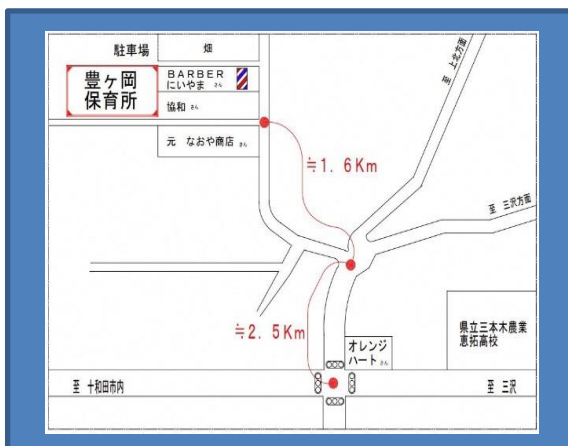 駐車場
畑
豊ヶ岡
保育所
BARBER
にいやま さん
協和 さん
元 なおや商店 さん
至 上北方面
≒1.6Km
至 三沢方面
≒2.5Km
オレンジ
ハート さん
県立三本木農業
恵拓高校
至 十和田市内
至 三沢